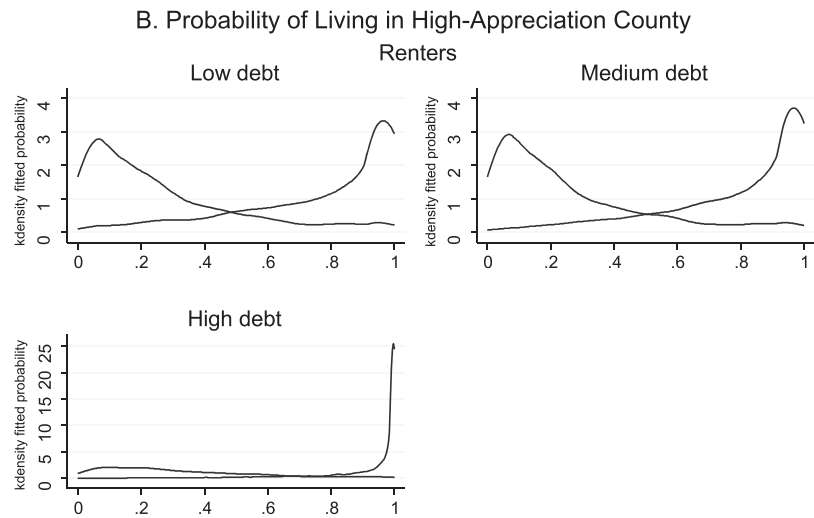 B. Probability of Living in High-Appreciation County
Renters
Low debt
kdensity fitted probability
0 1 2 3 4
0 .2 .4 .6 .8 1
Medium debt
kdensity fitted probability
0 1 2 3 4
0 .2 .4 .6 .8 1
High debt
kdensity fitted probability
0 5 10 15 20 25
0 .2 .4 .6 .8 1